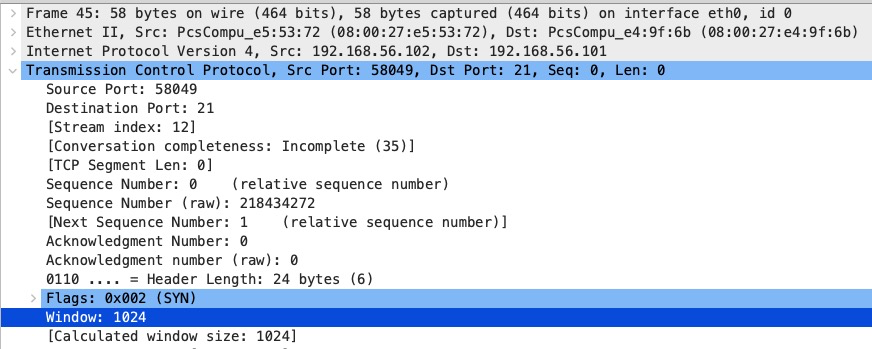 Frame 45: 58 bytes on wire (464 bits), 58 bytes captured (464 bits) on interface eth0, id 0
Ethernet II, Src: PcsCompu_e5:53:72 (08:00:27:e5:53:72), Dst: PcsCompu_e4:9f:6b (08:00:27:e4:9f:6b)
Internet Protocol Version 4, Src: 192.168.56.102, Dst: 192.168.56.101
Transmission Control Protocol, Src Port: 58049, Dst Port: 21, Seq: 0, Len: 0
Source Port: 58049
Destination Port: 21
[Stream index: 12]
[Conversation completeness: Incomplete (35)]
[TCP Segment Len: 0]
Sequence Number: 0    (relative sequence number)
Sequence Number (raw): 218434272
[Next Sequence Number: 1    (relative sequence number)]
Acknowledgment Number: 0
Acknowledgment number (raw): 0
0110 .... = Header Length: 24 bytes (6)
Flags: 0x002 (SYN)
Window: 1024
[Calculated window size: 1024]